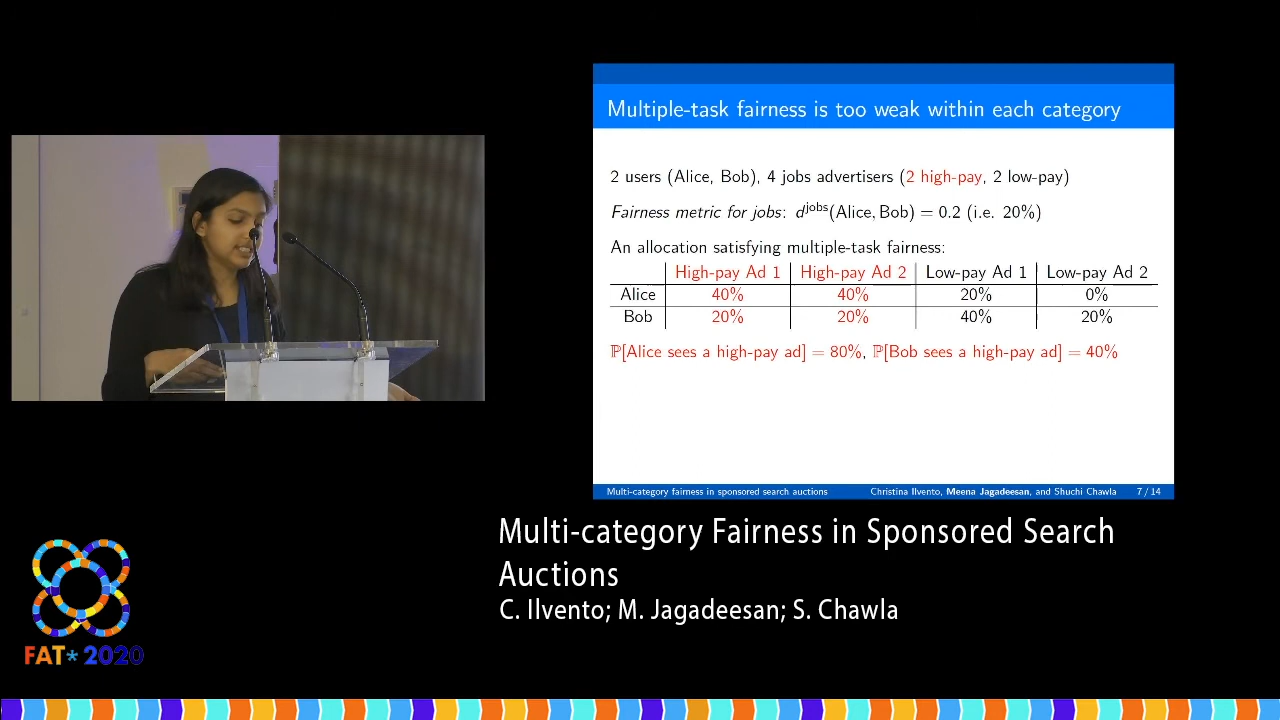 Multiple-task fairness is too weak within each category
2 users (Alice, Bob), 4 jobs advertisers (2 high-pay, 2 low-pay)
Fairness metric for jobs: d^jobs(Alice, Bob) = 0.2 (i.e. 20%)
An allocation satisfying multiple-task fairness:
High-pay Ad 1 High-pay Ad 2 Low-pay Ad 1 Low-pay Ad 2
Alice 40% 40% 20% 0%
Bob 20% 20% 40% 20%
ℙ[Alice sees a high-pay ad] = 80%, ℙ[Bob sees a high-pay ad] = 40%
Multi-category fairness in sponsored search auctions Christina Ilvento, Meena Jagadeesan, and Shuchi Chawla 7 / 14
Multi-category Fairness in Sponsored Search
Auctions
C. Ilvento; M. Jagadeesan; S. Chawla
FAT* 2020